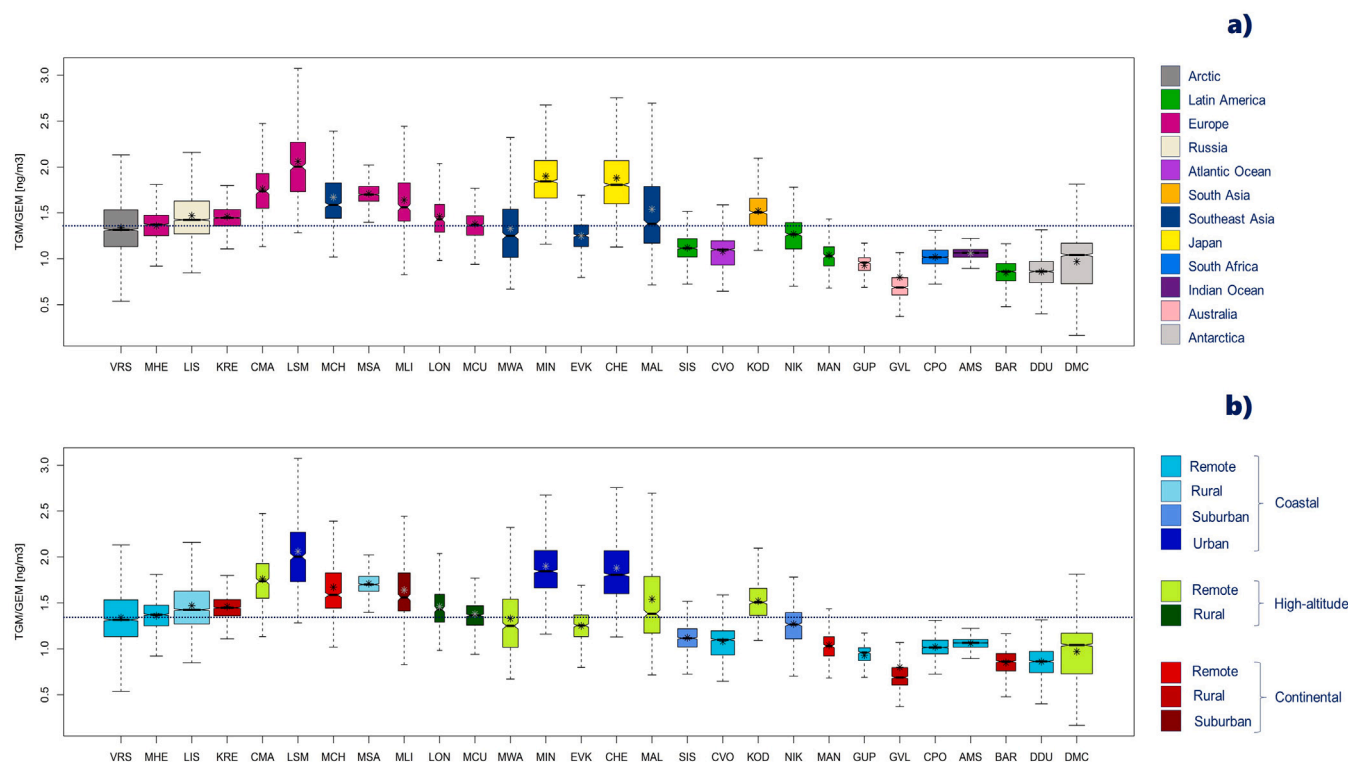 a)
3.0
2.5
2.0
1.5
1.0
0.5
TGM/GEM [ng/m3]
VRS MHE LIS KRE CMA LSM MCH MSA MLI LON MCU MWA MIN EVK CHE MAL SIS CVO KOD NIK MAN GUP GVL CPO AMS BAR DDU DMC
Arctic
Latin America
Europe
Russia
Atlantic Ocean
South Asia
Southeast Asia
Japan
South Africa
Indian Ocean
Australia
Antarctica
b)
3.0
2.5
2.0
1.5
1.0
0.5
TGM/GEM [ng/m3]
VRS MHE LIS KRE CMA LSM MCH MSA MLI LON MCU MWA MIN EVK CHE MAL SIS CVO KOD NIK MAN GUP GVL CPO AMS BAR DDU DMC
Remote
Rural
Suburban
Urban
Coastal
Remote
Rural
High-altitude
Remote
Rural
Suburban
Continental